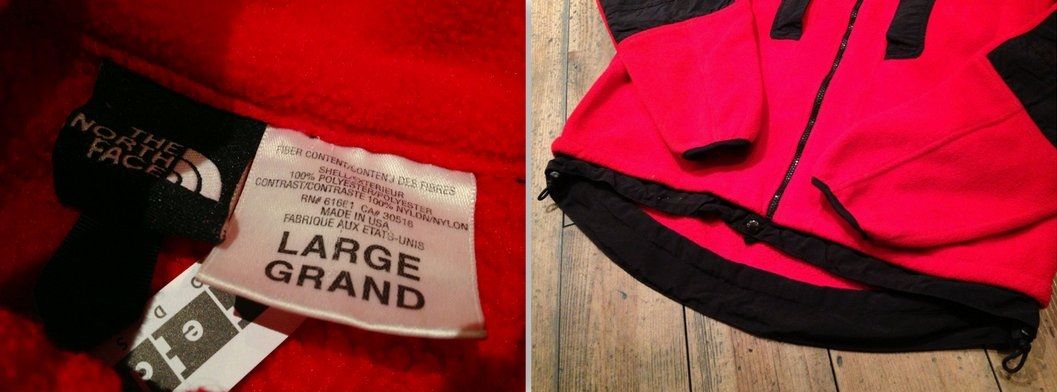 THE
NORTH
FACE
FIBER CONTENT/CONTENU DES FIBRES
SHELL/EXTERIEUR
100% POLYESTER/POLYESTER
CONTRAST/CONTRASTE 100% NYLON/NYLON
RN# 61661 CA# 30516
MADE IN USA
FABRIQUE AUX ETATS-UNIS
LARGE
GRAND